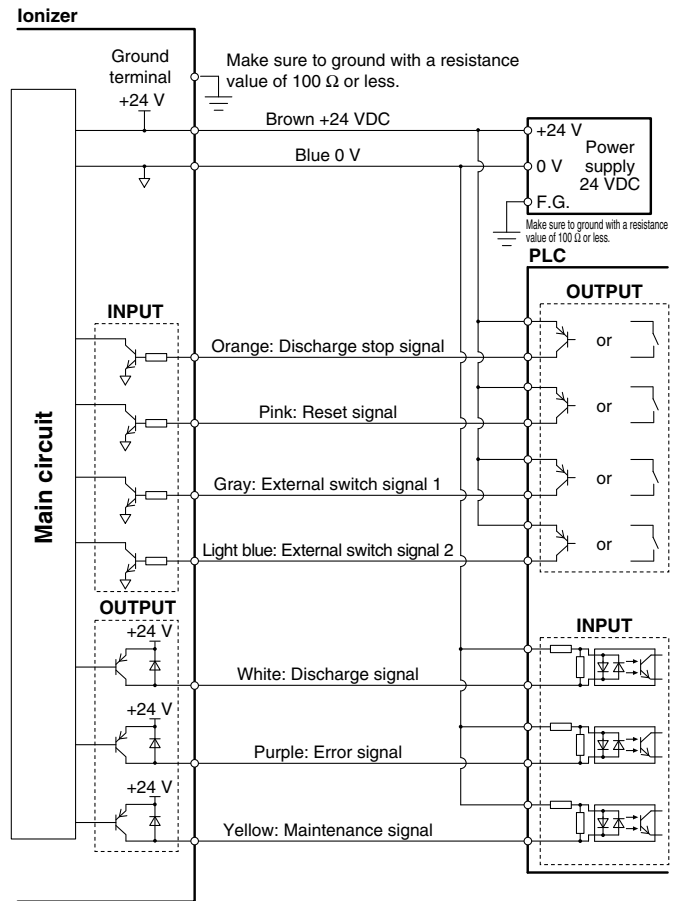 Ionizer
Ground
terminal
+24 V
Make sure to ground with a resistance
value of 100 Ω or less.
Brown +24 VDC
Blue 0 V
+24 V
0 V
F.G.
Power
supply
24 VDC
Make sure to ground with a resistance
value of 100 Ω or less.
PLC
OUTPUT
INPUT
Main circuit
Orange: Discharge stop signal
or
Pink: Reset signal
or
Gray: External switch signal 1
or
Light blue: External switch signal 2
or
OUTPUT
+24 V
INPUT
White: Discharge signal
+24 V
Purple: Error signal
+24 V
Yellow: Maintenance signal